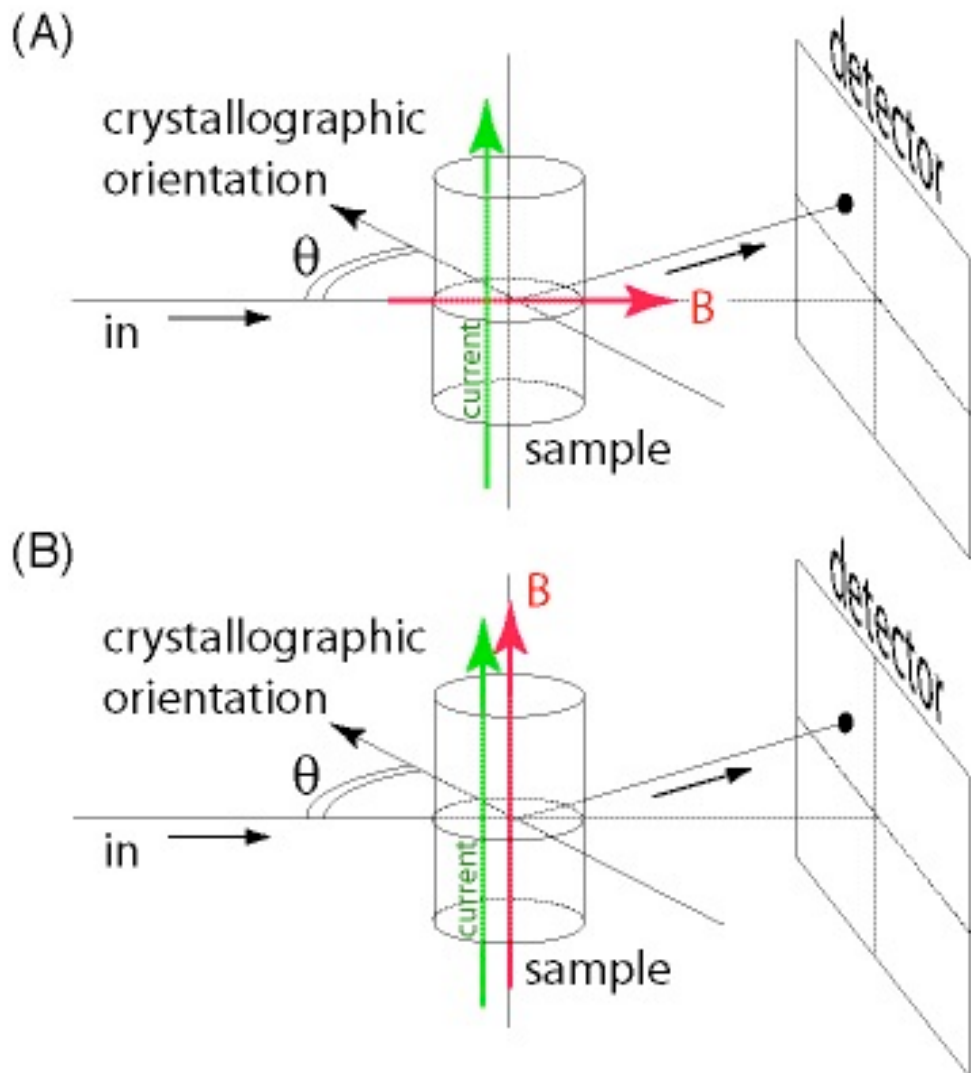 (A)
detector
crystallographic
orientation
θ
in
B
current
sample
(B)
B
detector
crystallographic
orientation
θ
in
current
sample